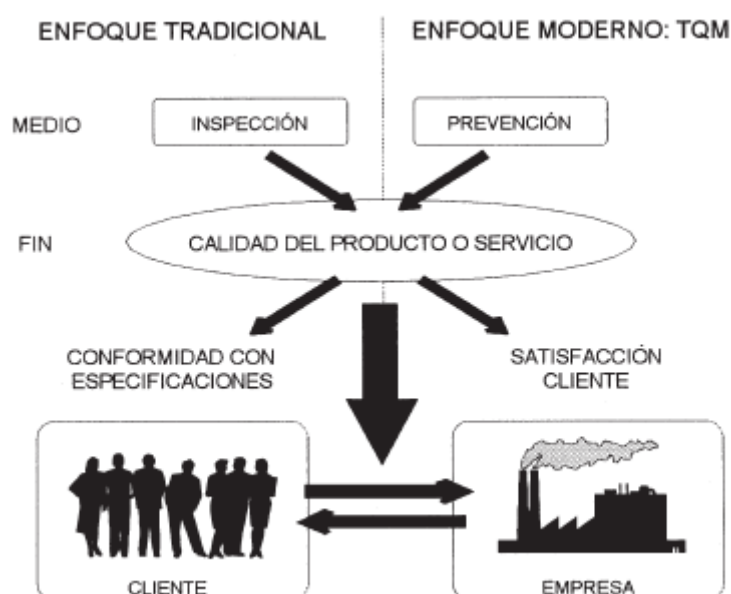 ENFOQUE TRADICIONAL
ENFOQUE MODERNO: TQM
MEDIO
INSPECCIÓN
PREVENCIÓN
FIN
CALIDAD DEL PRODUCTO O SERVICIO
CONFORMIDAD CON
ESPECIFICACIONES
SATISFACCIÓN
CLIENTE
CLIENTE
EMPRESA